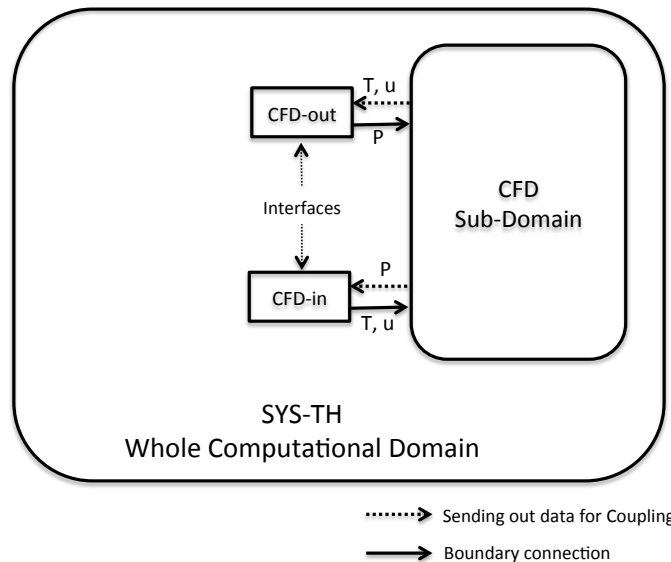 T, u
CFD-out
P
CFD
Sub-Domain
Interfaces
P
CFD-in
T, u
SYS-TH
Whole Computational Domain
Sending out data for Coupling
Boundary connection